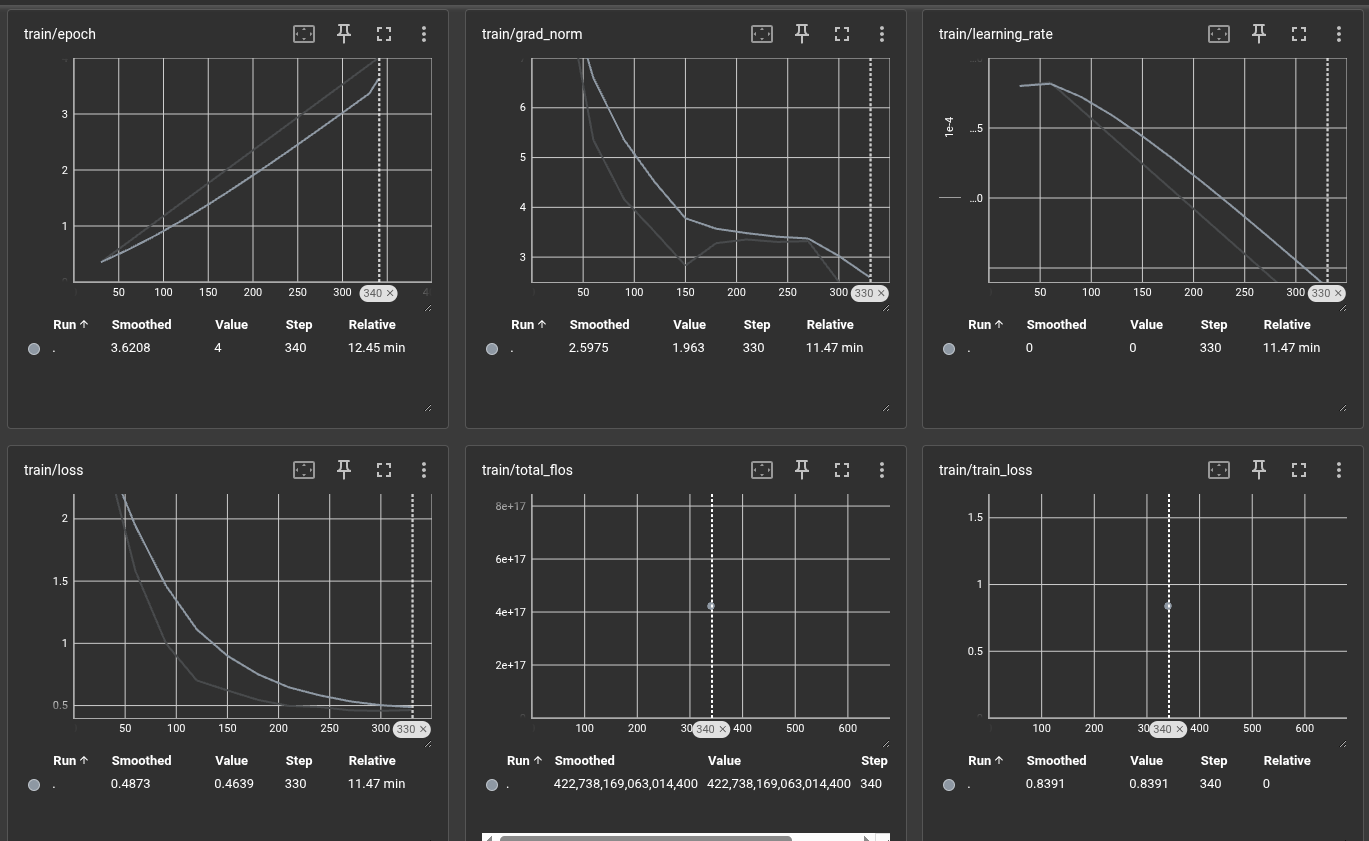 train/epoch
3
2
1
50 100 150 200 250 300 340 ×
Run ↑ Smoothed Value Step Relative
. 3.6208 4 340 12.45 min
train/grad_norm
6
5
4
3
50 100 150 200 250 300 330 ×
Run ↑ Smoothed Value Step Relative
. 2.5975 1.963 330 11.47 min
train/learning_rate
1e-4
...5
...0
50 100 150 200 250 300 330 ×
Run ↑ Smoothed Value Step Relative
. 0 0 330 11.47 min
train/loss
2
1.5
1
0.5
50 100 150 200 250 300 330 ×
Run ↑ Smoothed Value Step Relative
. 0.4873 0.4639 330 11.47 min
train/total_flos
8e+17
6e+17
4e+17
2e+17
100 200 30 340 × 400 500 600
Run ↑ Smoothed Value Step
. 422,738,169,063,014,400 422,738,169,063,014,400 340
train/train_loss
1.5
1
0.5
100 200 30 340 × 400 500 600
Run ↑ Smoothed Value Step Relative
. 0.8391 0.8391 340 0